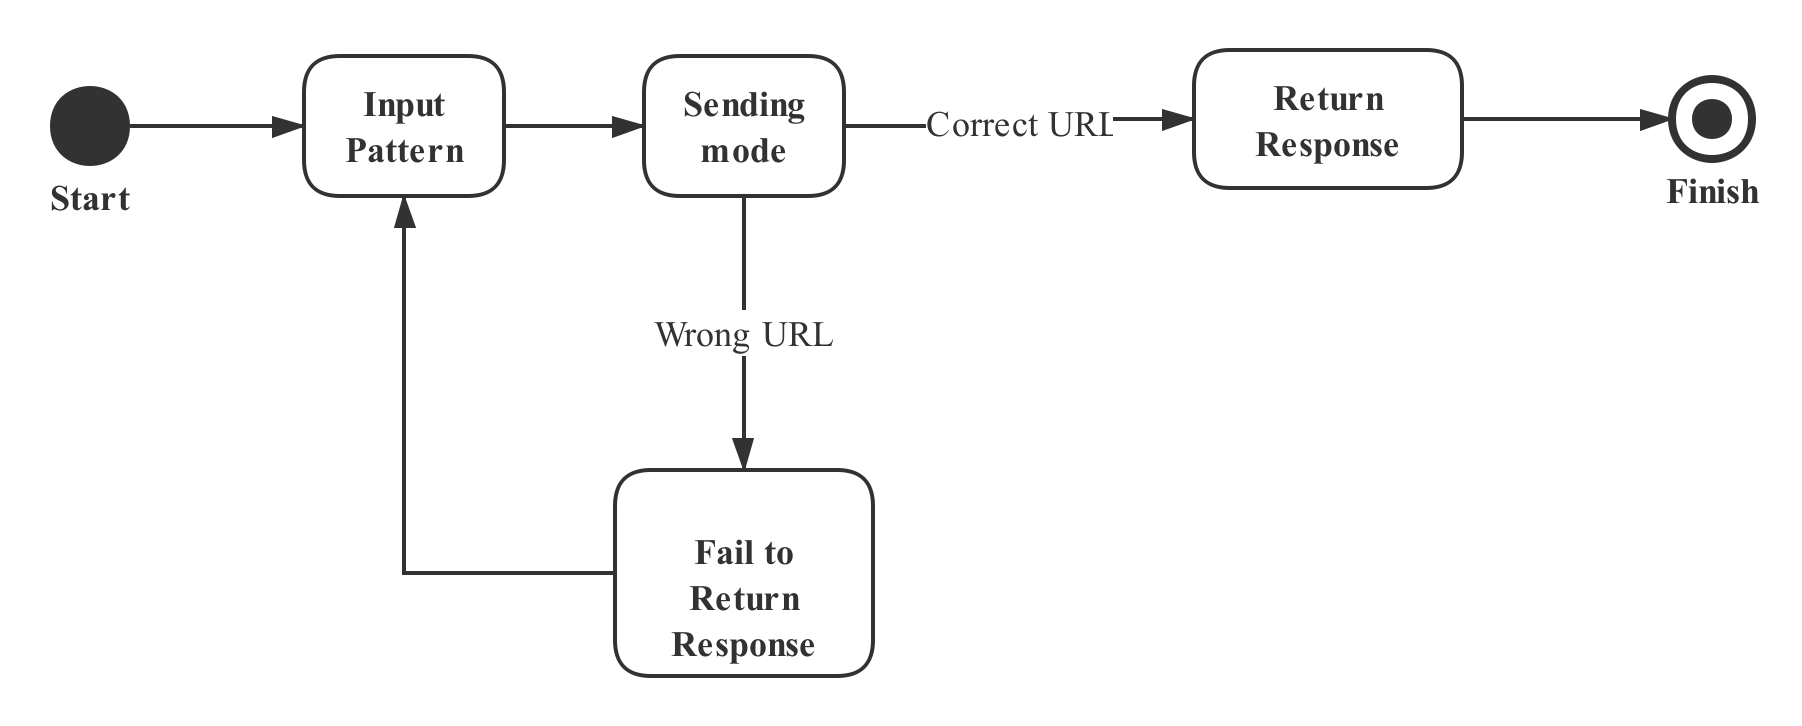 Start
Input
Pattern
Sending
mode
Correct URL
Return
Response
Finish
Wrong URL
Fail to
Return
Response